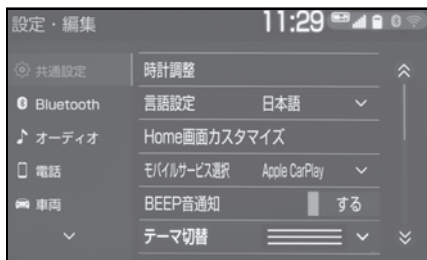 設定・編集 11:29
共通設定
Bluetooth
オーディオ
電話
車両
時計調整
言語設定 日本語
Home画面カスタマイズ
モバイルサービス選択 Apple CarPlay
BEEP音通知 する
テーマ切替